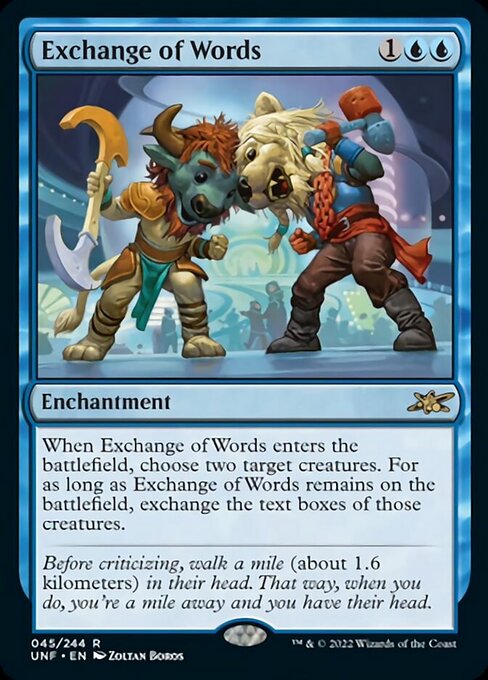 Exchange of Words 1
Enchantment
When Exchange of Words enters the
battlefield, choose two target creatures. For
as long as Exchange of Words remains on the
battlefield, exchange the text boxes of those
creatures.
Before criticizing, walk a mile (about 1.6
kilometers) in their head. That way, when you
do, you're a mile away and you have their head.
045/244 R
UNF • EN Zoltan Boros
™ & © 2022 Wizards of the Coast